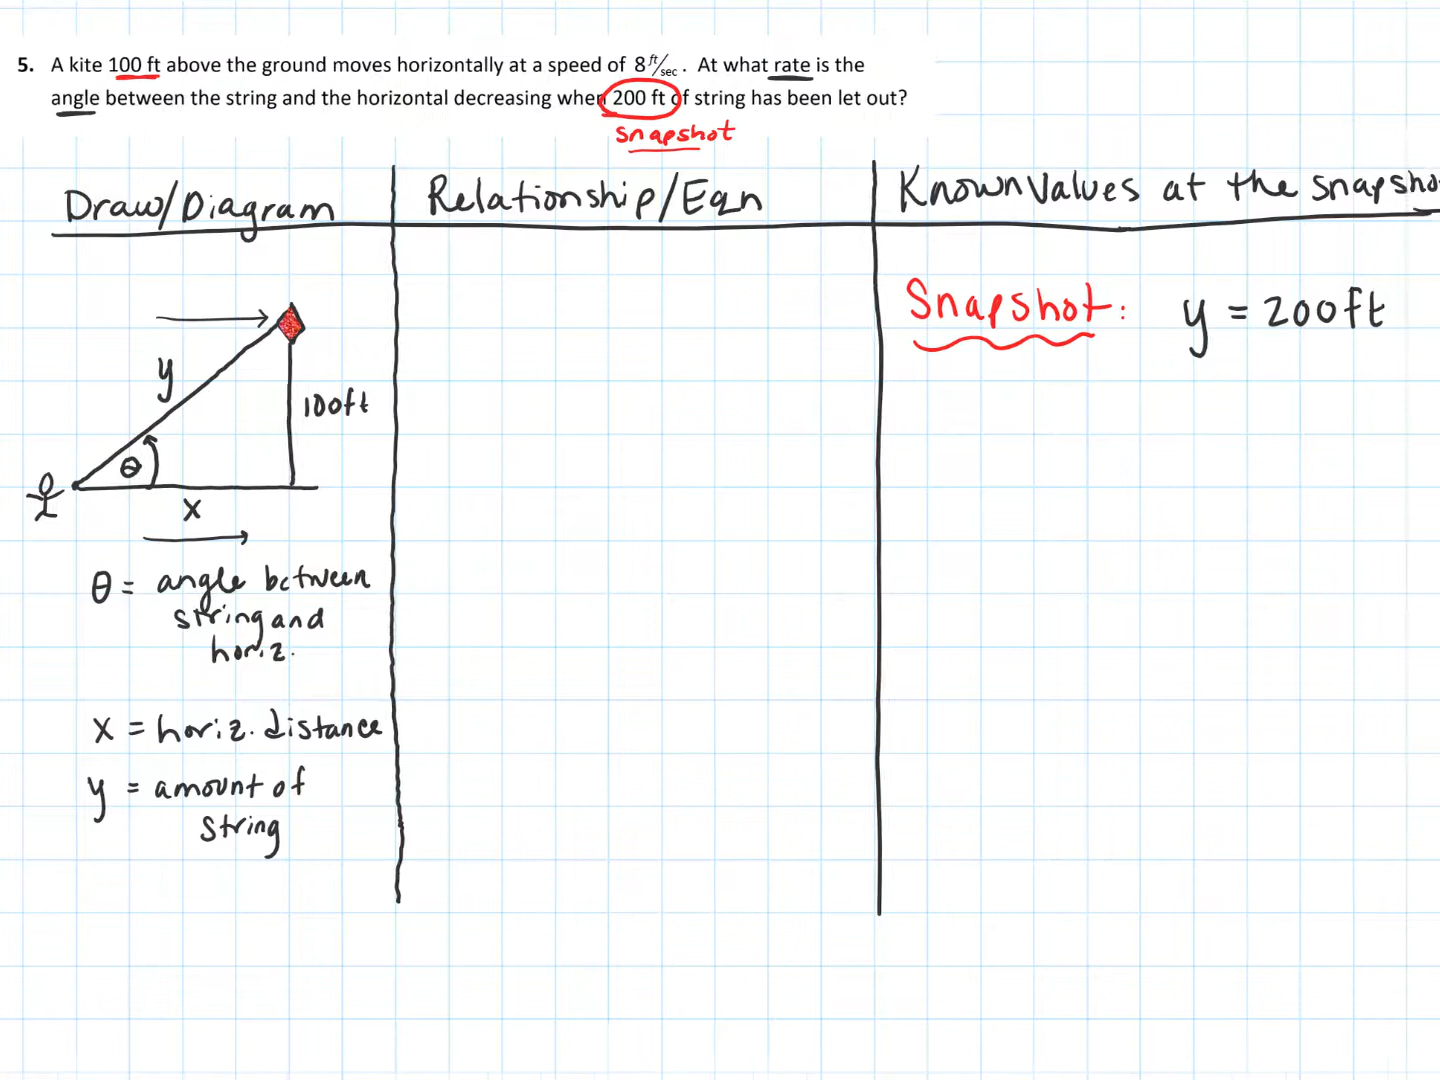 5. A kite 100 ft above the ground moves horizontally at a speed of 8 ft/sec. At what rate is the
angle between the string and the horizontal decreasing when 200 ft of string has been let out?
snapshot
Draw/Diagram
Relationship/Eqn
Known Values at the snapsho
Snapshot: y = 200ft
y
100ft
θ
x
θ = angle between
string and
horiz.
x = horiz. distance
y = amount of
string